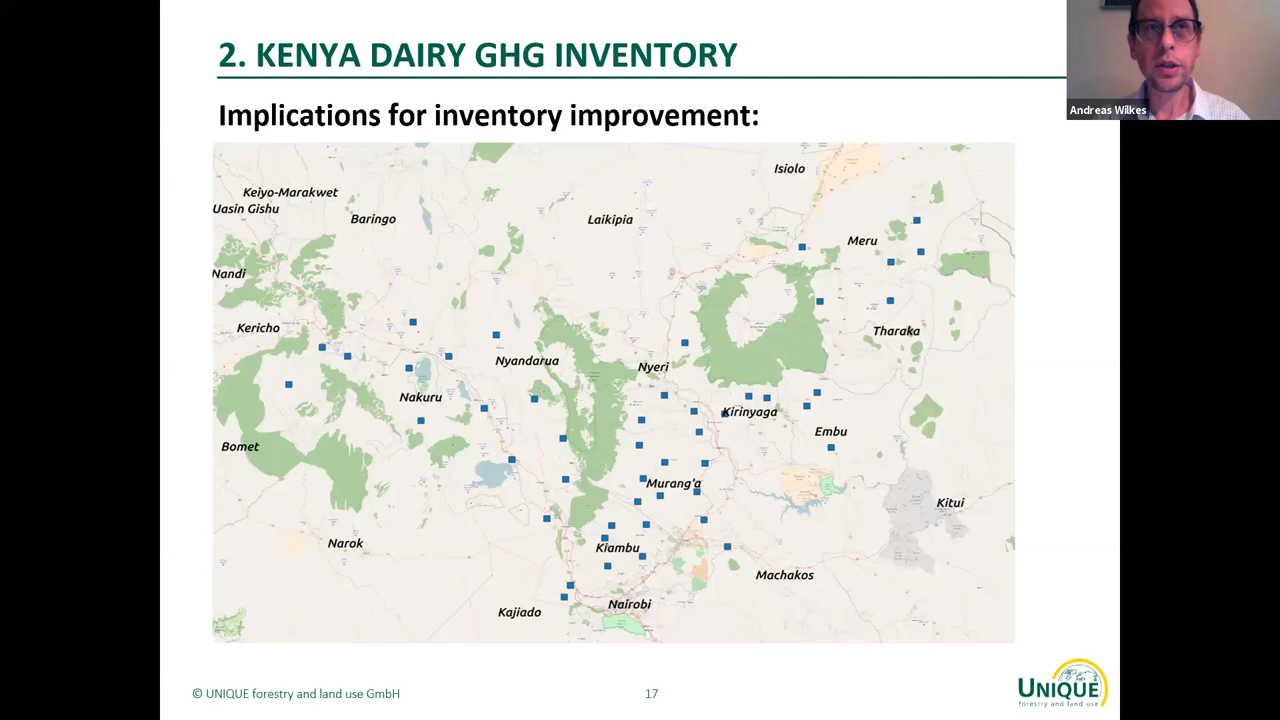 2. KENYA DAIRY GHG INVENTORY
Andreas Wilkes
Implications for inventory improvement:
Isiolo
Keiyo-Marakwet
Uasin Gishu
Baringo
Laikipia
Meru
Nandi
Kericho
Tharaka
Nyandarua
Nyeri
Nakuru
Kirinyaga
Embu
Bomet
Murang'a
Kitui
Narok
Kiambu
Machakos
Nairobi
Kajiado
© UNIQUE forestry and land use GmbH
17
UNIQUE
forestry and land use